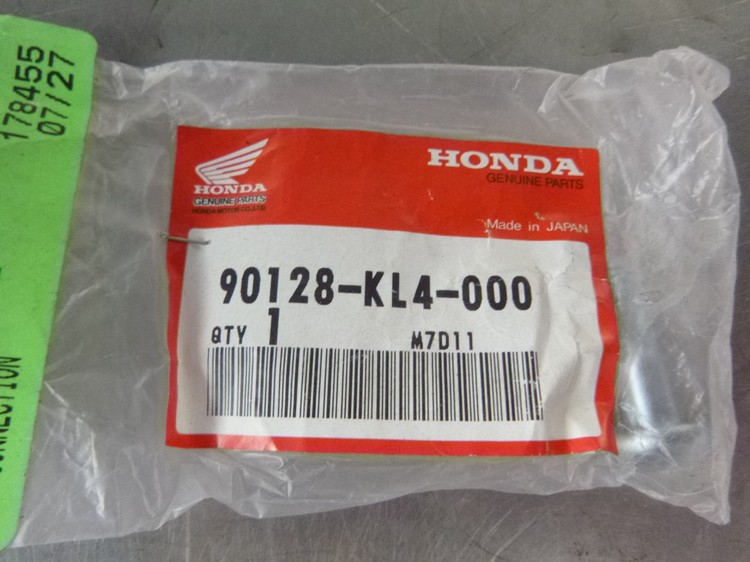 178455
07/27
HONDA
GENUINE PARTS
HONDA MOTOR CO.,LTD.
HONDA
GENUINE PARTS
Made in JAPAN
90128-KL4-000
QTY 1 M7D11